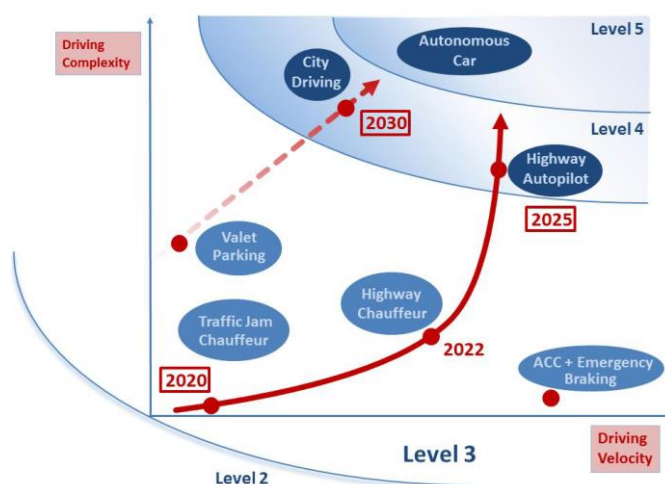 Driving
Complexity
Level 5
Autonomous
Car
City
Driving
2030
Level 4
Highway
Autopilot
2025
Valet
Parking
Highway
Chauffeur
Traffic Jam
Chauffeur
2022
2020
ACC + Emergency
Braking
Level 3
Driving
Velocity
Level 2